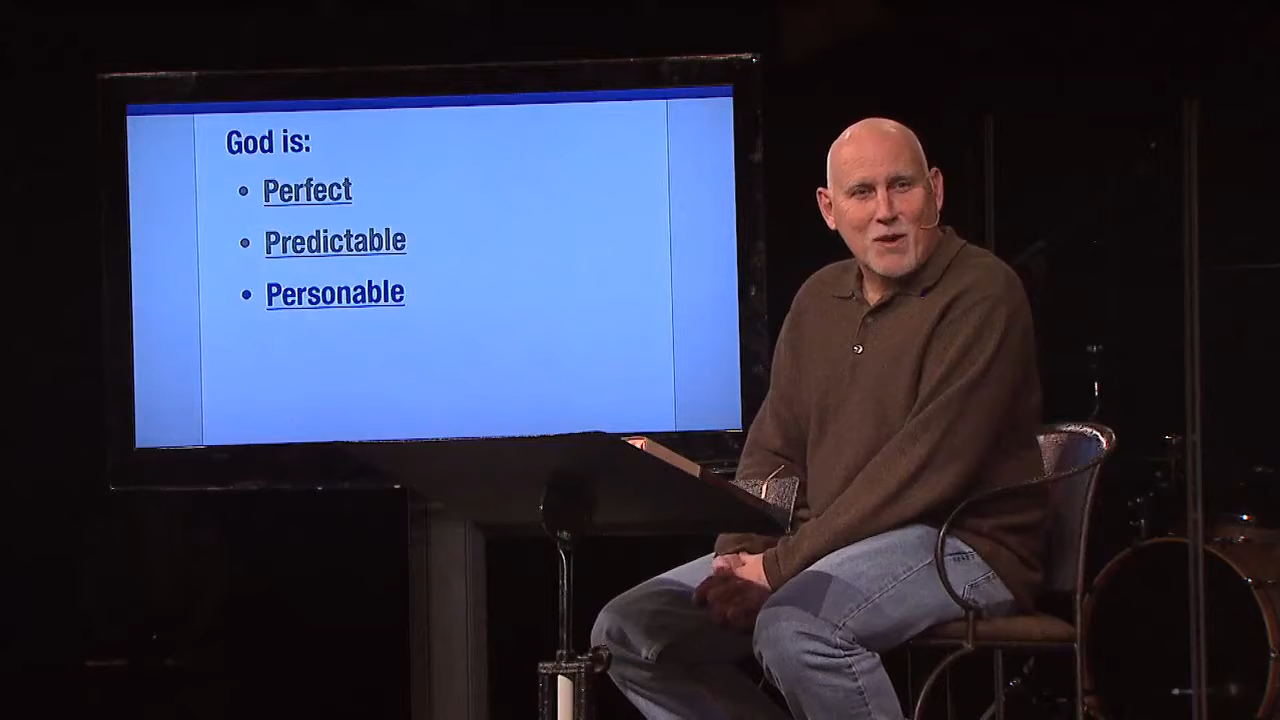 God is:
• Perfect
• Predictable
• Personable